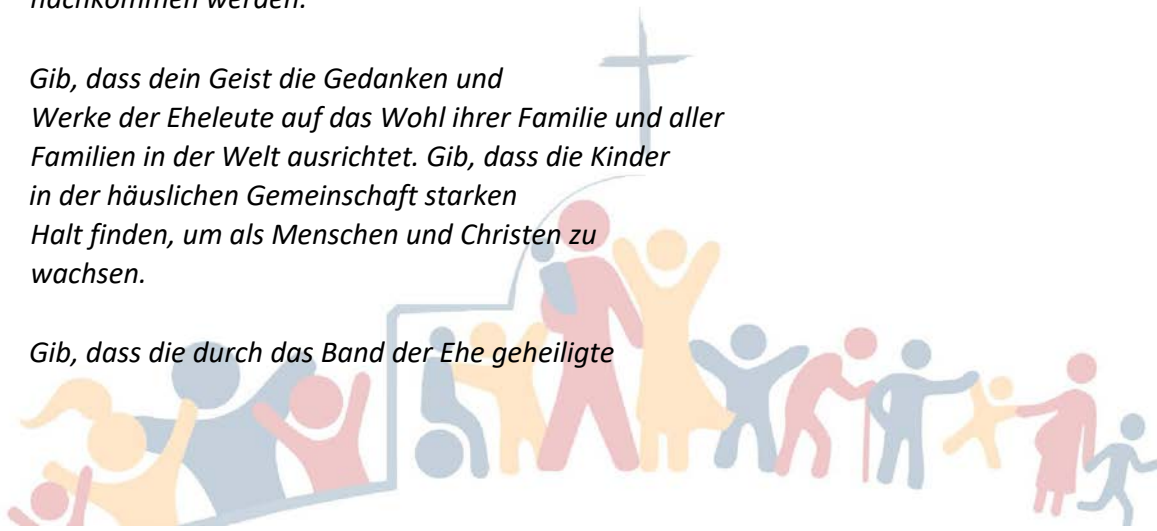 nachkommen werden.
Gib, dass dein Geist die Gedanken und
Werke der Eheleute auf das Wohl ihrer Familie und aller
Familien in der Welt ausrichtet. Gib, dass die Kinder
in der häuslichen Gemeinschaft starken
Halt finden, um als Menschen und Christen zu
wachsen.
Gib, dass die durch das Band der Ehe geheiligte